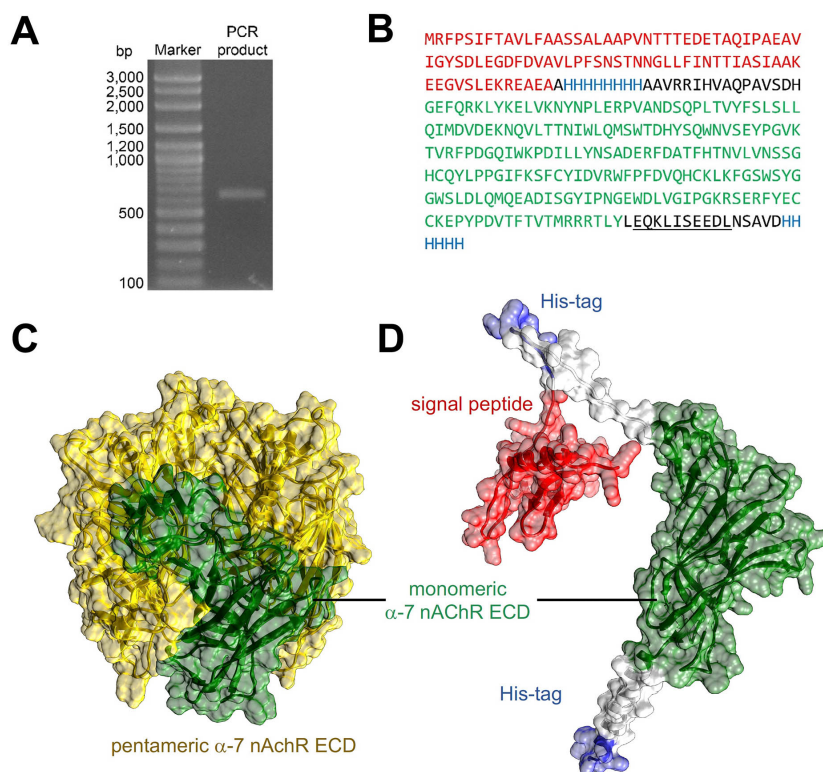 A
bp
Marker
PCR
product
3,000
2,500
2,000
1,500
1,200
1,000
500
100
B
MRFPSIFTAVLFAASSALAAPVNTTTEDETAQIPAEAV
IGYSDLEGDFDVAVLPFSNSTNNGLLFINTTIASIAAK
EEGVSLEKREAEAAHHHHHHHHAAVRRIHVAQPAVSDH
GEFQRKLYKELVKNYNPLERPVANDSQPLTVYFSLSLL
QIMDVDEKNQVLTTNIWLQMSWTDHYSQWNVSEYPGVK
TVRFPDGQIWKPDILLYNSADERFDATFHTNVLVNSSG
HCQYLPPGIFKSFCYIDVRWFPFDVQHCKLKFGSWSYG
GWSLDLQMQEADISGYIPNGEWDLVGIPGKRSERFYEC
CKEPYPDVTFTVTMRRRTLYLEQKLISEEDLNSAVDHH
HHHH
C
pentameric α-7 nAchR ECD
D
His-tag
signal peptide
monomeric
α-7 nAChR ECD
His-tag